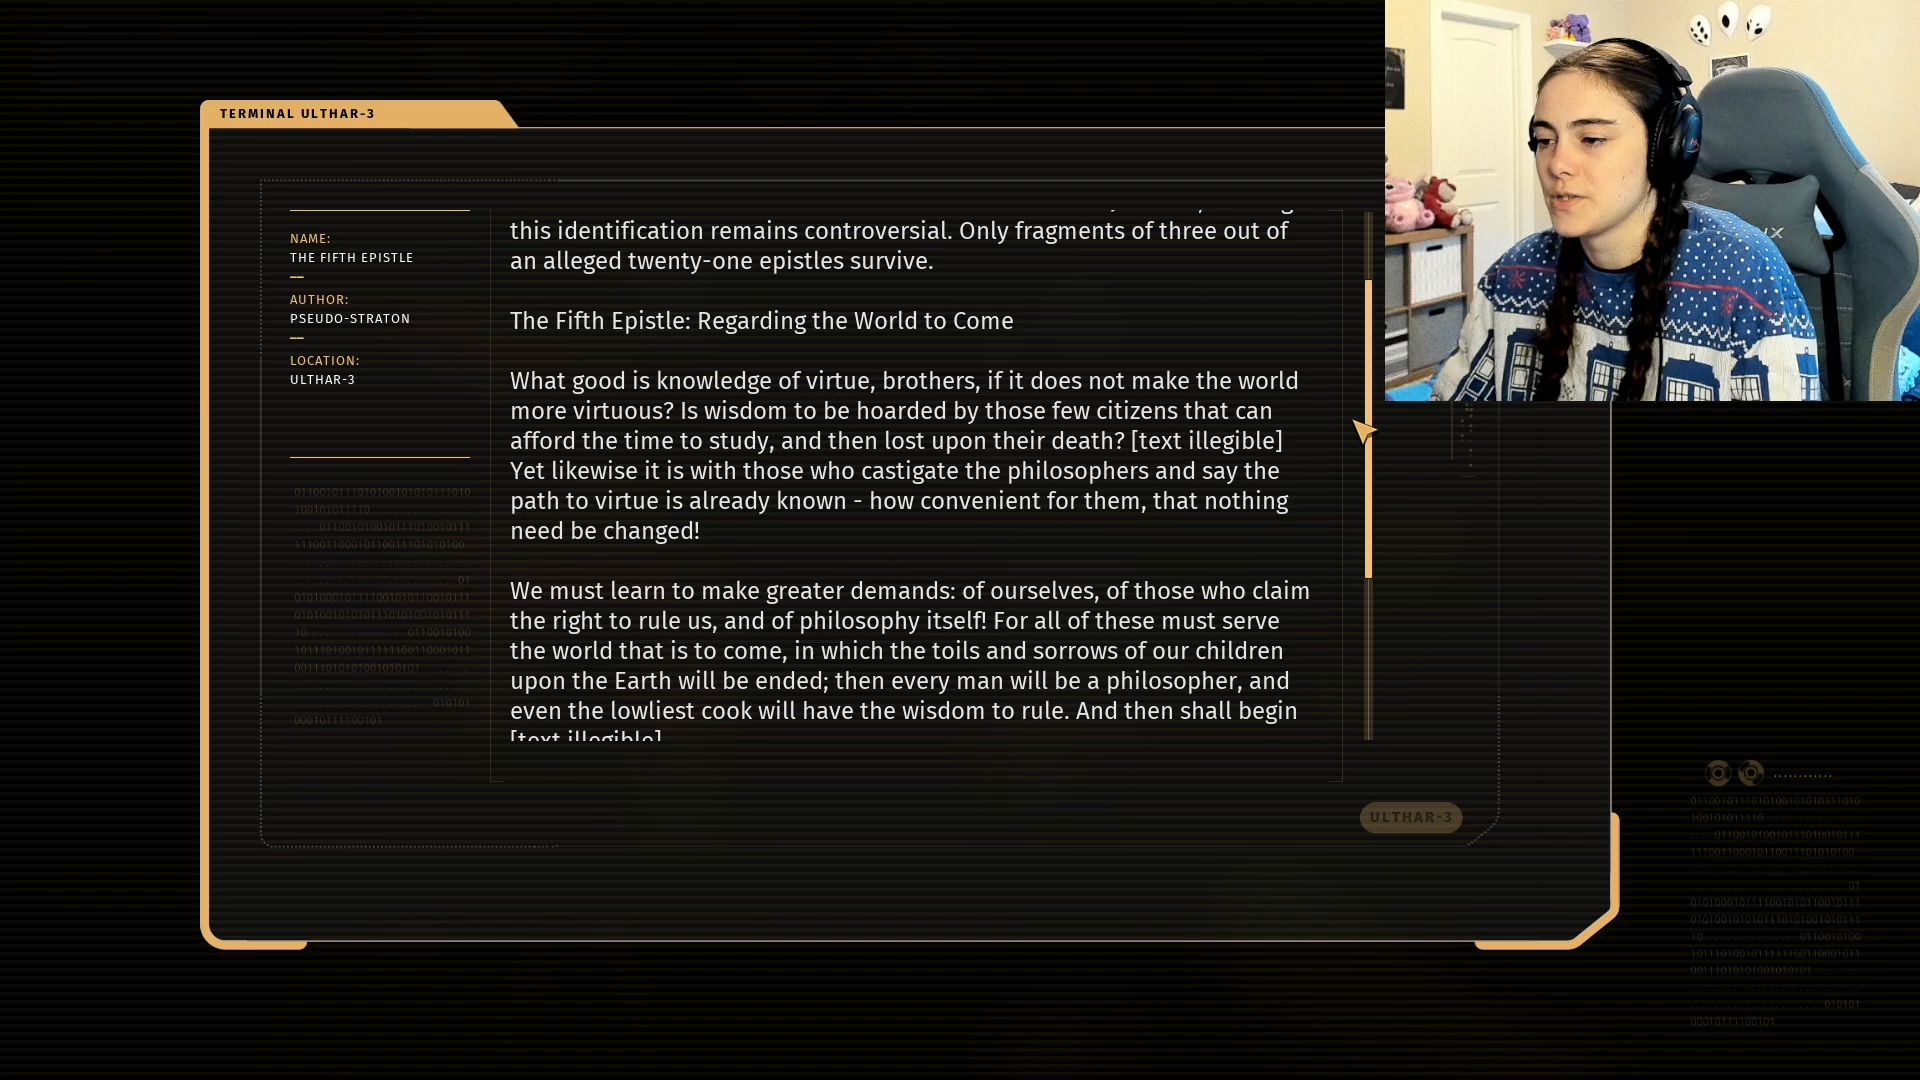 TERMINAL ULTHAR-3
NAME:
THE FIFTH EPISTLE
AUTHOR:
PSEUDO-STRATON
LOCATION:
ULTHAR-3
this identification remains controversial. Only fragments of three out of
an alleged twenty-one epistles survive.
The Fifth Epistle: Regarding the World to Come
What good is knowledge of virtue, brothers, if it does not make the world
more virtuous? Is wisdom to be hoarded by those few citizens that can
afford the time to study, and then lost upon their death? [text illegible]
Yet likewise it is with those who castigate the philosophers and say the
path to virtue is already known - how convenient for them, that nothing
need be changed!
We must learn to make greater demands: of ourselves, of those who claim
the right to rule us, and of philosophy itself! For all of these must serve
the world that is to come, in which the toils and sorrows of our children
upon the Earth will be ended; then every man will be a philosopher, and
even the lowliest cook will have the wisdom to rule. And then shall begin
[text illegible]
ULTHAR-3